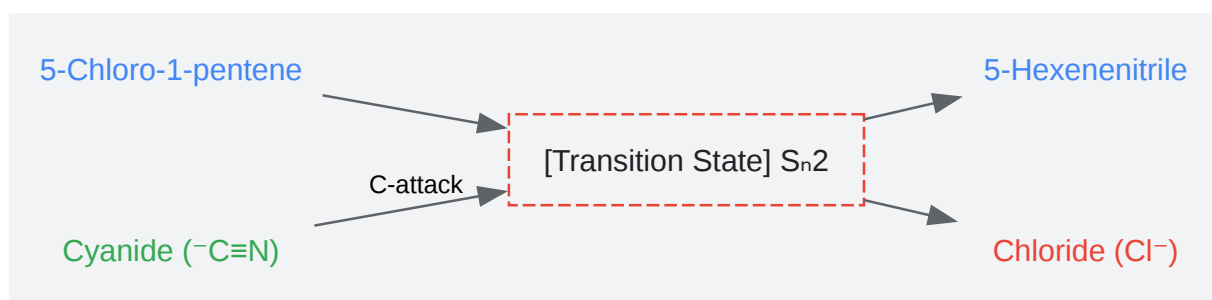 5-Chloro-1-pentene
5-Hexenenitrile
[Transition State] Sₙ2
C-attack
Cyanide (⁻C≡N)
Chloride (Cl⁻)